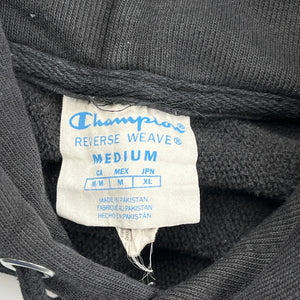 Champion
REVERSE WEAVE®
MEDIUM
CA MEX JPN
M/M M XL
MADE IN PAKISTAN
FABRIQUÉ AU PAKISTAN
HECHO EN PAKISTAN